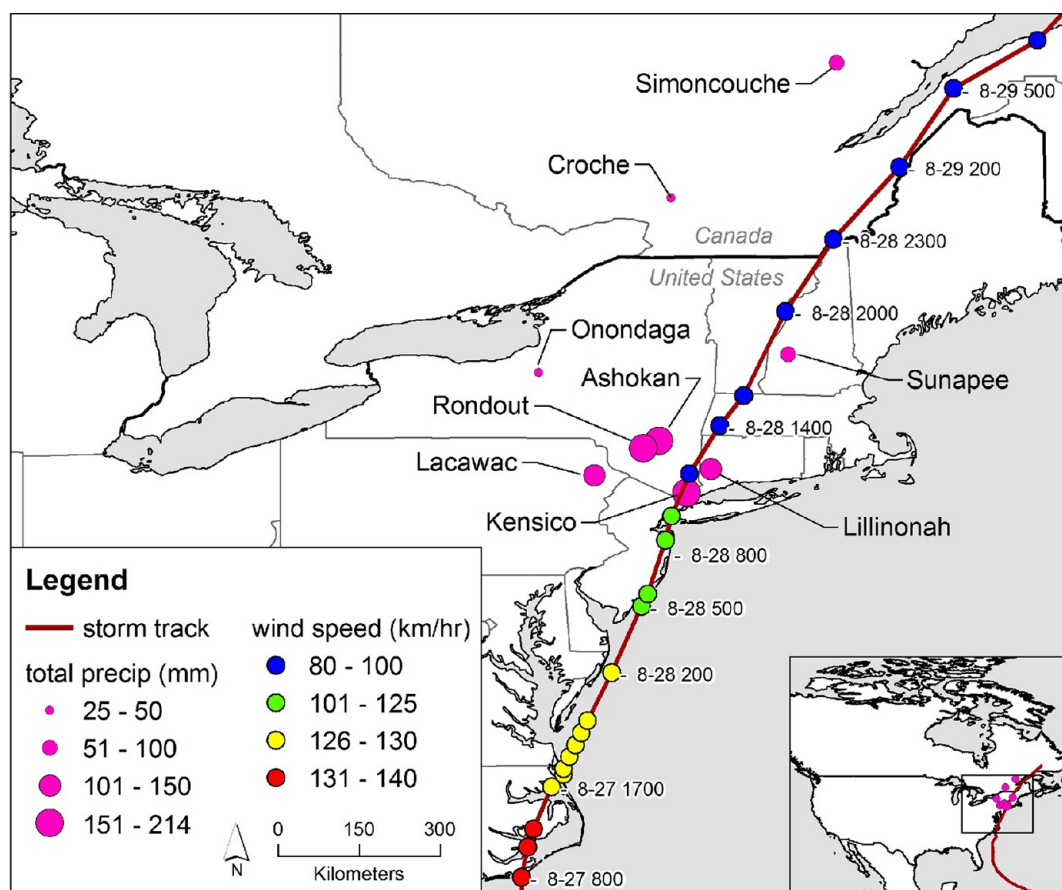 Simoncouche
8-29 500
Croche
8-29 200
Canada
8-28 2300
United States
8-28 2000
Onondaga
Ashokan
Sunapee
Rondout
8-28 1400
Lacawac
Kensico
Lillinonah
8-28 800
8-28 500
8-28 200
8-27 1700
8-27 800
Legend
storm track
total precip (mm)
25 - 50
51 - 100
101 - 150
151 - 214
wind speed (km/hr)
80 - 100
101 - 125
126 - 130
131 - 140
N
0 150 300
Kilometers